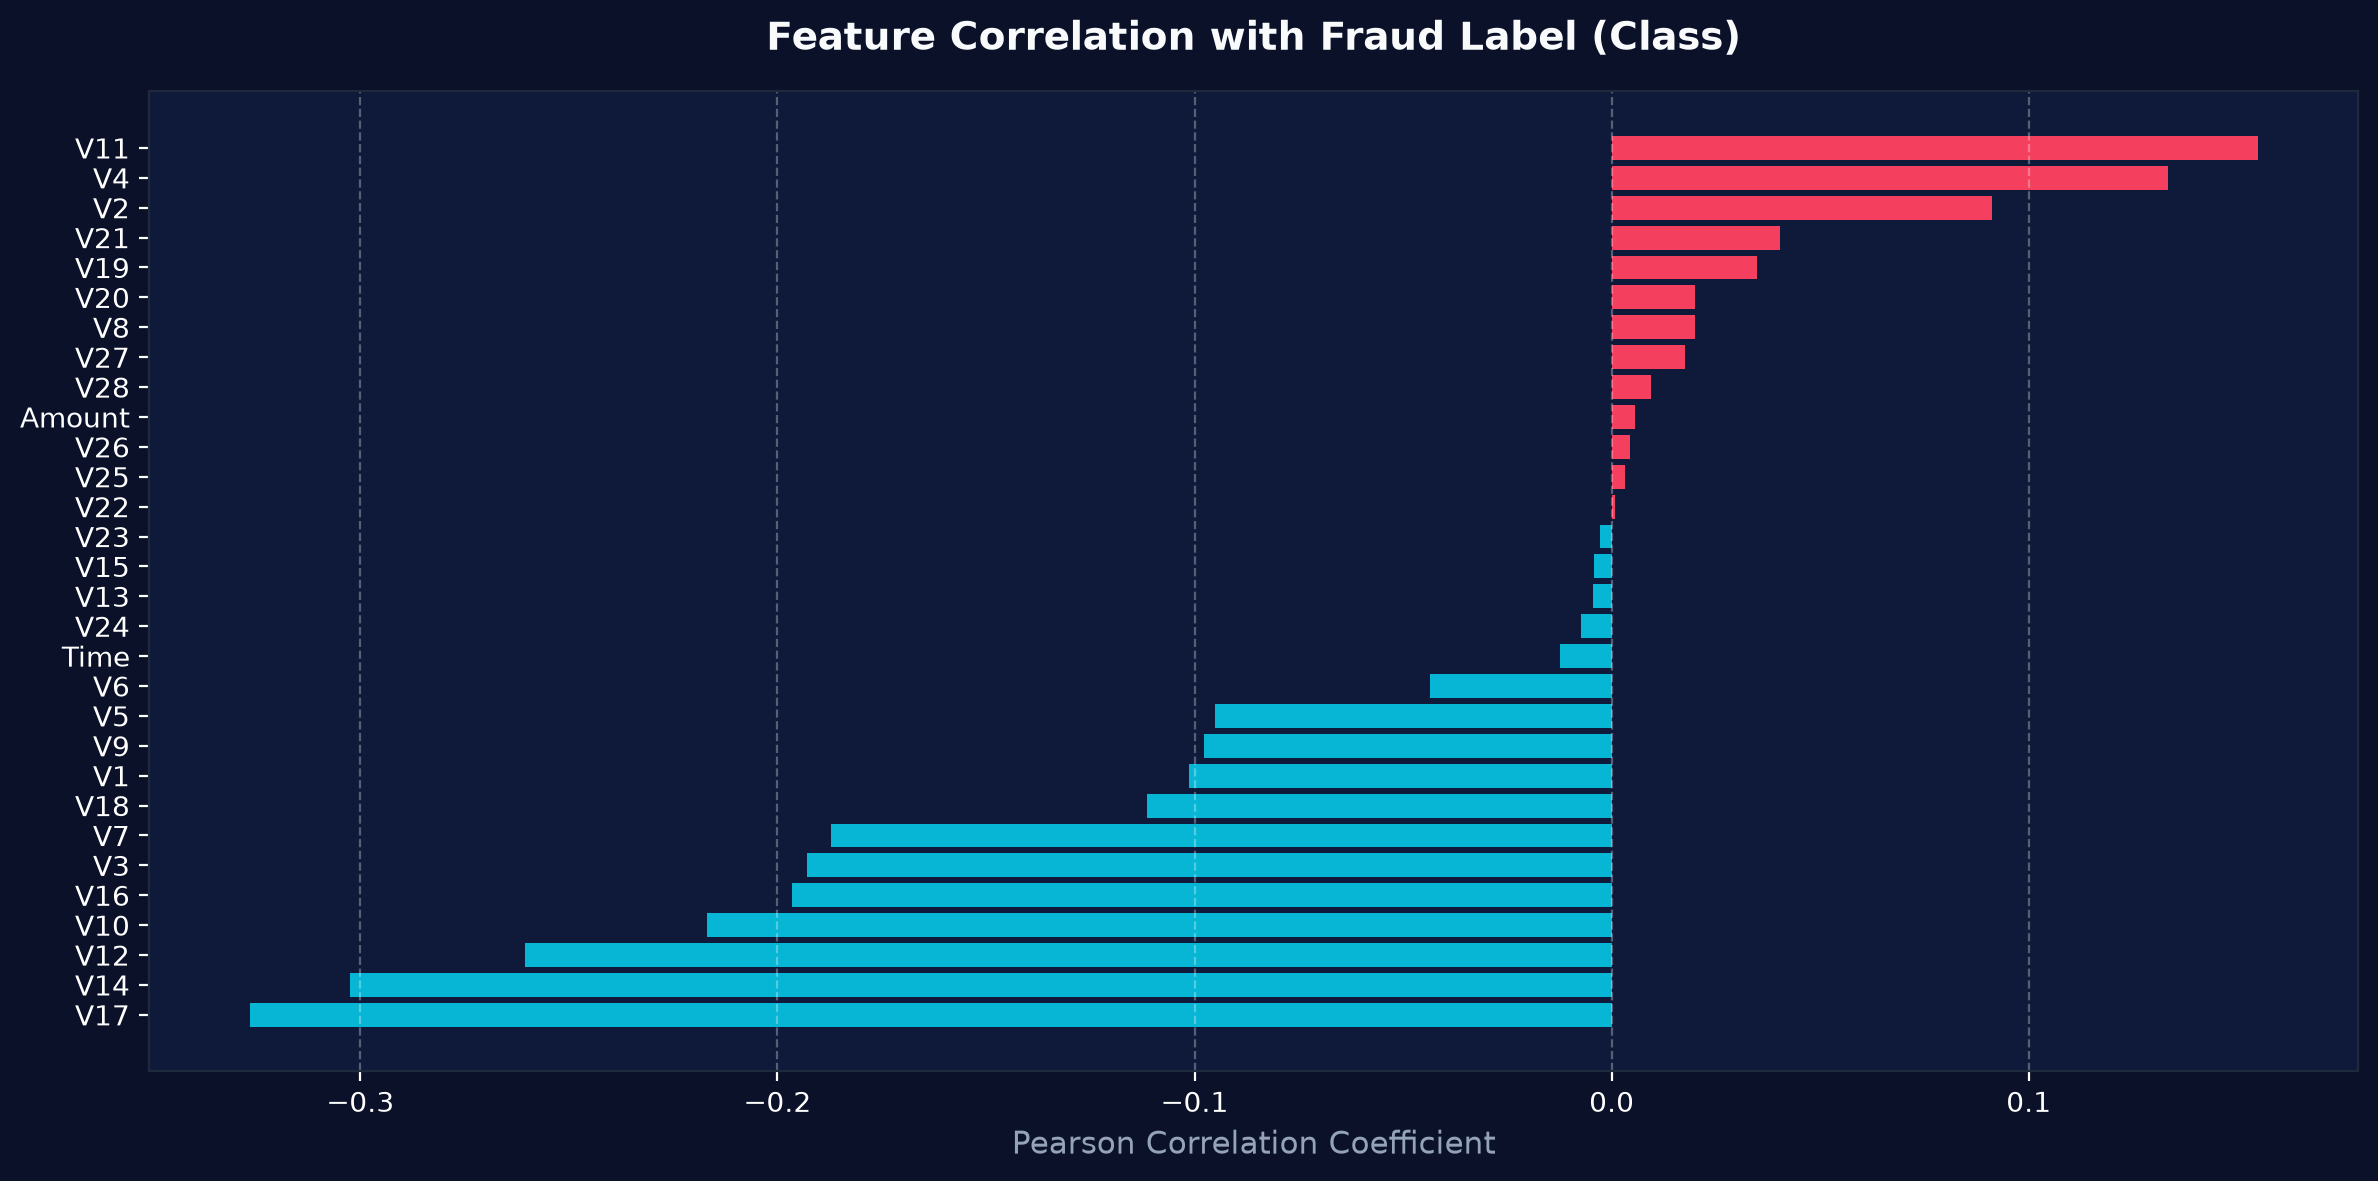 Feature Correlation with Fraud Label (Class)
V11
V4
V2
V21
V19
V20
V8
V27
V28
Amount
V26
V25
V22
V23
V15
V13
V24
Time
V6
V5
V9
V1
V18
V7
V3
V16
V10
V12
V14
V17
−0.3 −0.2 −0.1 0.0 0.1
Pearson Correlation Coefficient